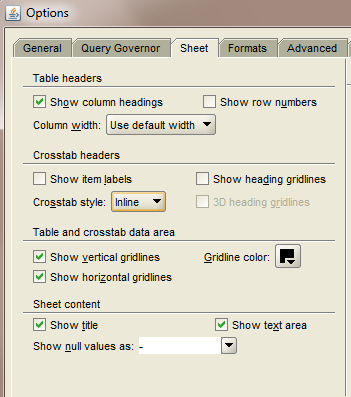 Options
General Query Governor Sheet Formats Advanced
Table headers
Show column headings Show row numbers
Column width: Use default width
Crosstab headers
Show item labels Show heading gridlines
Crosstab style: Inline 3D heading gridlines
Table and crosstab data area
Show vertical gridlines Gridline color:
Show horizontal gridlines
Sheet content
Show title Show text area
Show null values as: -